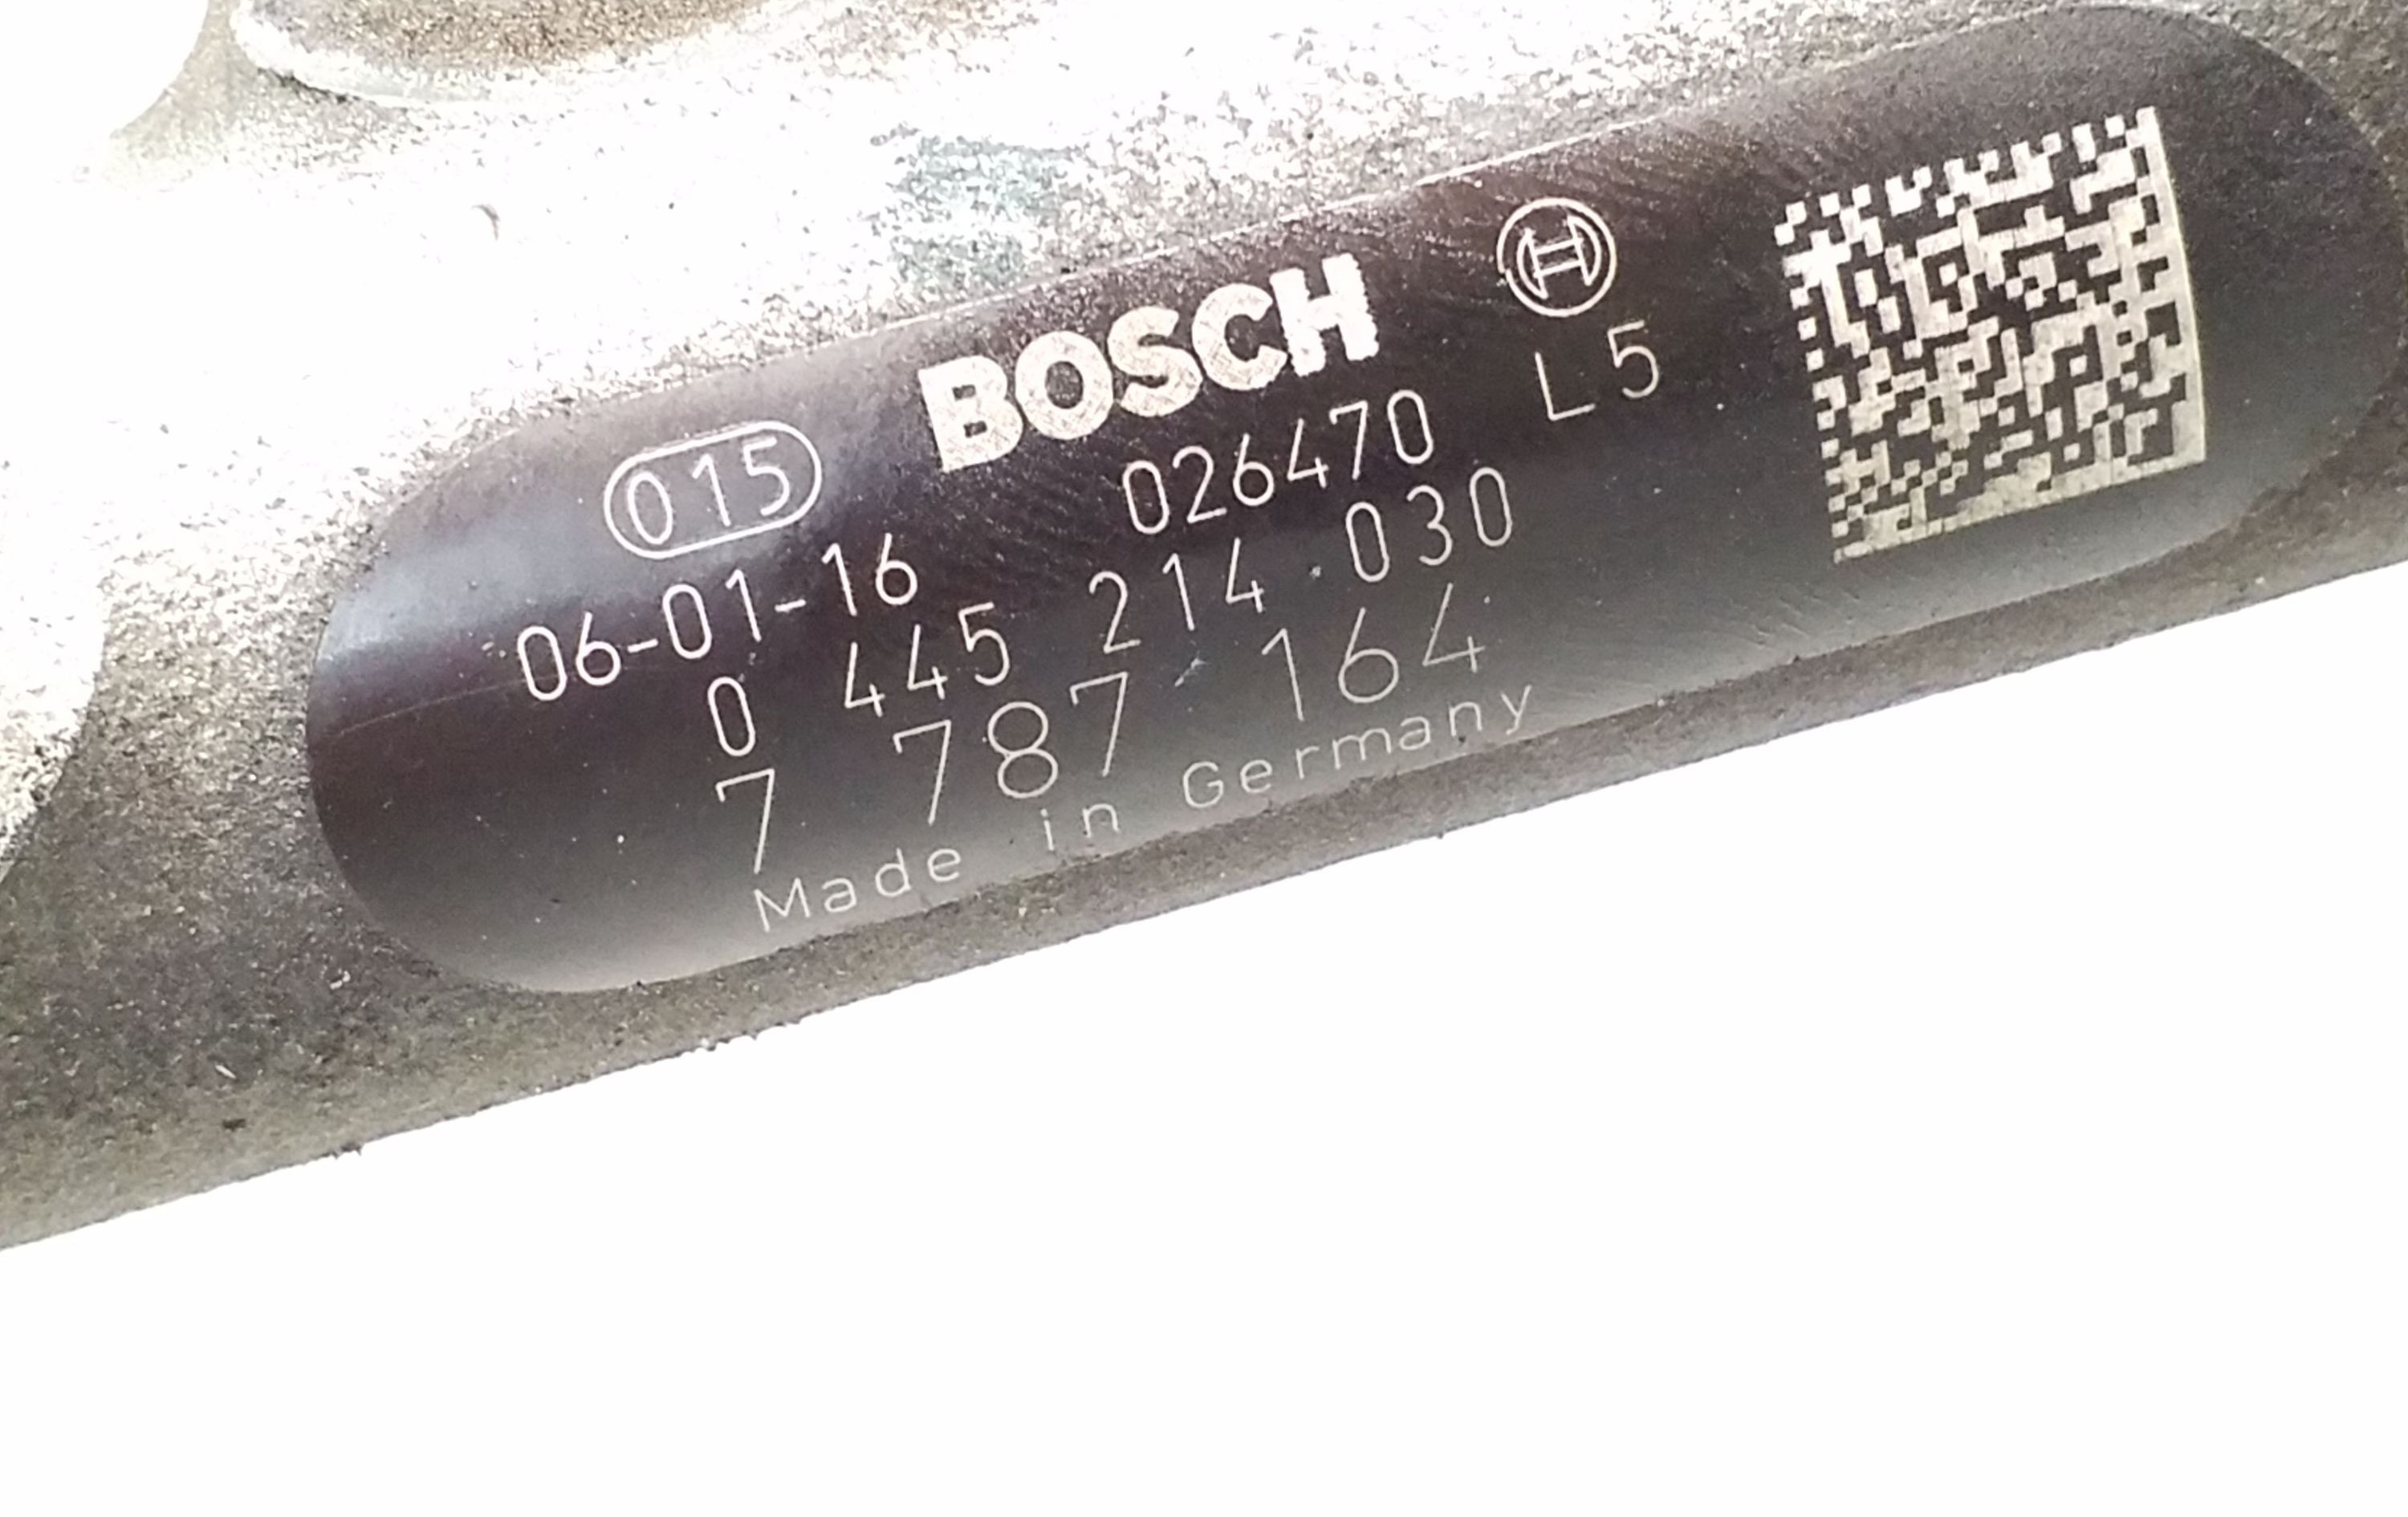 015 BOSCH
06-01-16 026470 L5
0 445 214 030
7 787 164
Made in Germany